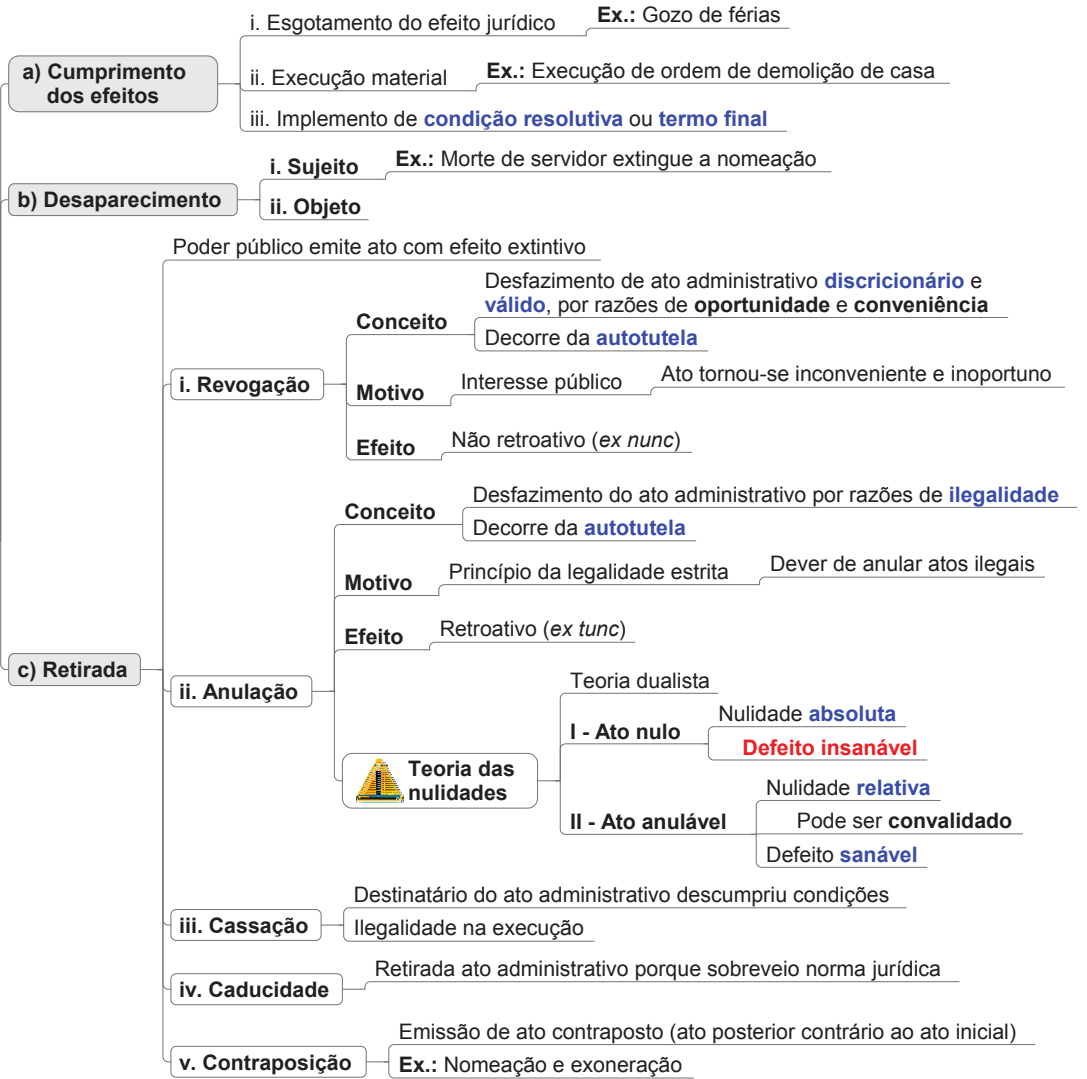 a) Cumprimento
dos efeitos
i. Esgotamento do efeito jurídico
Ex.: Gozo de férias
ii. Execução material
Ex.: Execução de ordem de demolição de casa
iii. Implemento de condição resolutiva ou termo final
b) Desaparecimento
i. Sujeito
Ex.: Morte de servidor extingue a nomeação
ii. Objeto
c) Retirada
Poder público emite ato com efeito extintivo
i. Revogação
Conceito
Desfazimento de ato administrativo discricionário e
válido, por razões de oportunidade e conveniência
Decorre da autotutela
Motivo
Interesse público
Ato tornou-se inconveniente e inoportuno
Efeito
Não retroativo (ex nunc)
ii. Anulação
Conceito
Desfazimento do ato administrativo por razões de ilegalidade
Decorre da autotutela
Motivo
Princípio da legalidade estrita
Dever de anular atos ilegais
Efeito
Retroativo (ex tunc)
Teoria das
nulidades
Teoria dualista
I - Ato nulo
Nulidade absoluta
Defeito insanável
II - Ato anulável
Nulidade relativa
Pode ser convalidado
Defeito sanável
iii. Cassação
Destinatário do ato administrativo descumpriu condições
Ilegalidade na execução
iv. Caducidade
Retirada ato administrativo porque sobreveio norma jurídica
v. Contraposição
Emissão de ato contraposto (ato posterior contrário ao ato inicial)
Ex.: Nomeação e exoneração